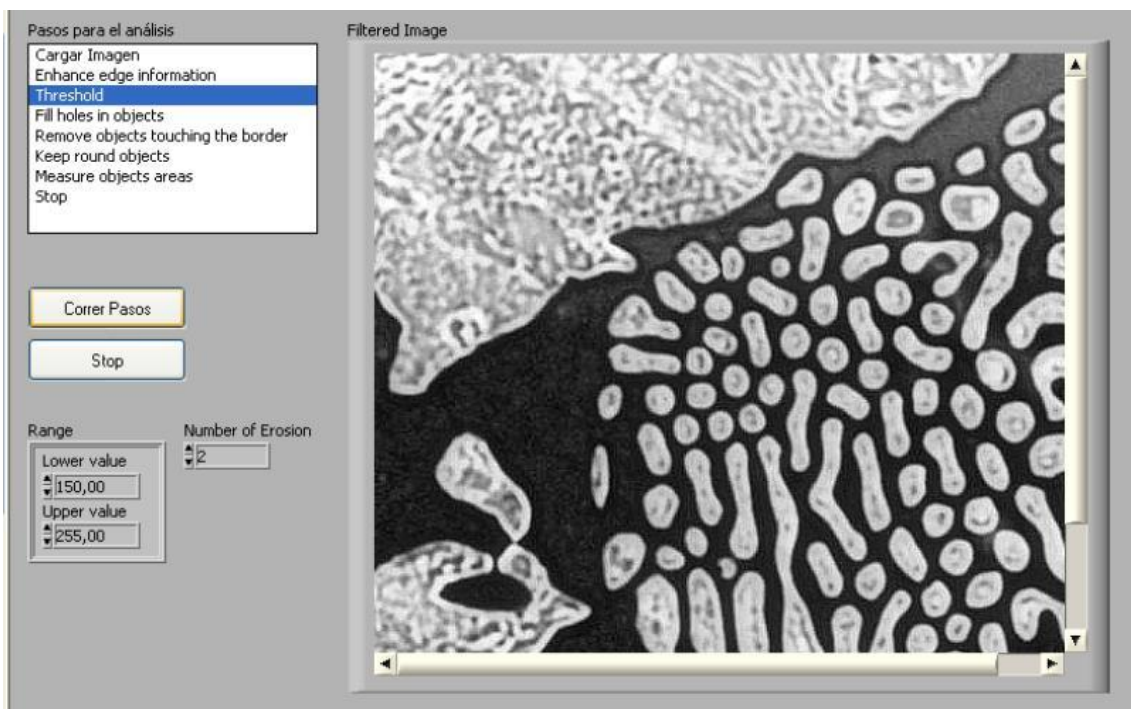 Pasos para el análisis
Cargar Imagen
Enhance edge information
Threshold
Fill holes in objects
Remove objects touching the border
Keep round objects
Measure objects areas
Stop
Correr Pasos
Stop
Range
Lower value
150,00
Upper value
255,00
Number of Erosion
2
Filtered Image